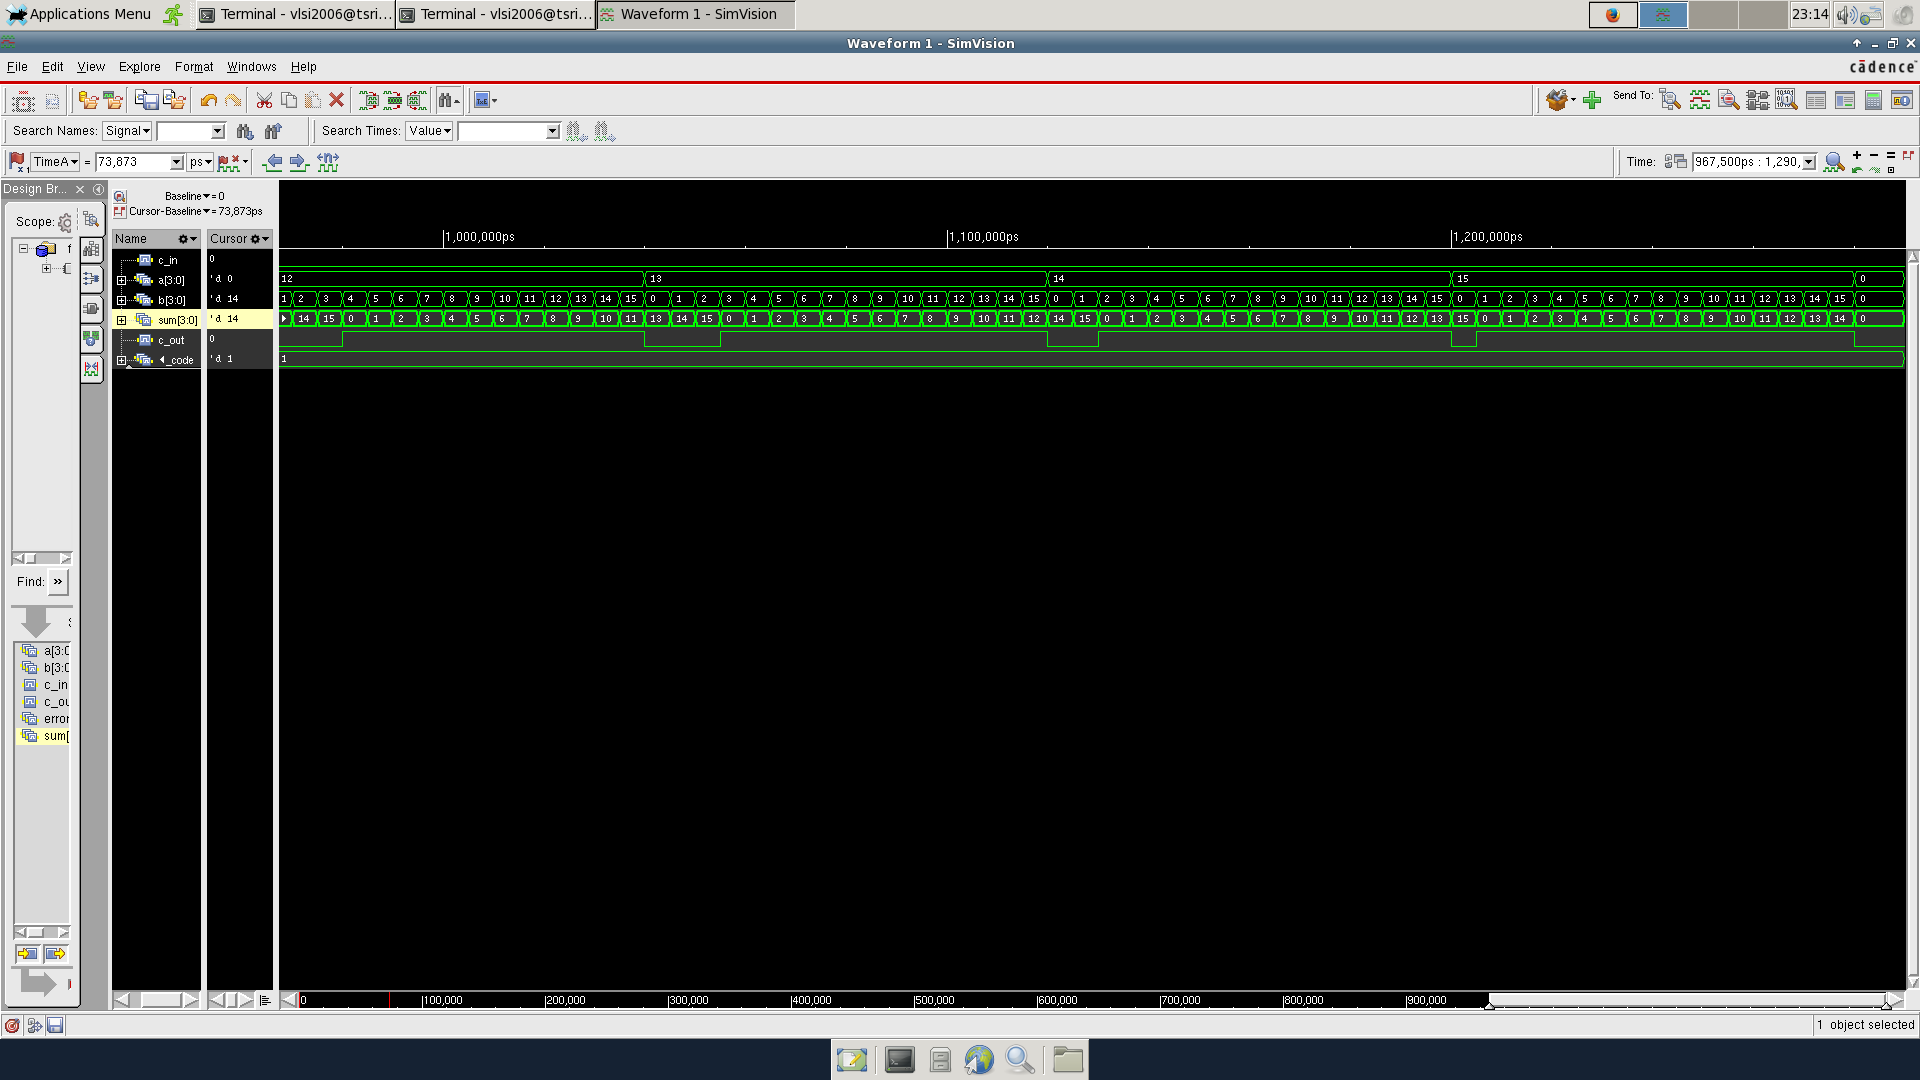 Applications Menu Terminal - vlsi2006@tsri... Terminal - vlsi2006@tsri... Waveform 1 - SimVision 23:14
Waveform 1 - SimVision
File Edit View Explore Format Windows Help cādence
Send To:
Search Names: Signal Search Times: Value
TimeA = 73,873 ps Time: 967,500ps : 1,290,
Design Br...
Baseline = 0
Cursor-Baseline = 73,873ps
Scope:
Name Cursor 1,000,000ps 1,100,000ps 1,200,000ps
c_in 0
a[3:0] 'd 0 12 13 14 15 0
b[3:0] 'd 14 1 2 3 4 5 6 7 8 9 10 11 12 13 14 15 0 1 2 3 4 5 6 7 8 9 10 11 12 13 14 15 0 1 2 3 4 5 6 7 8 9 10 11 12 13 14 15 0 1 2 3 4 5 6 7 8 9 10 11 12 13 14 15 0
sum[3:0] 'd 14 14 15 0 1 2 3 4 5 6 7 8 9 10 11 13 14 15 0 1 2 3 4 5 6 7 8 9 10 11 12 14 15 0 1 2 3 4 5 6 7 8 9 10 11 12 13 15 0 1 2 3 4 5 6 7 8 9 10 11 12 13 14 0
c_out 0
_code 'd 1 1
Find: »
a[3:0
b[3:0
c_in
c_ou
error
sum[
0 100,000 200,000 300,000 400,000 500,000 600,000 700,000 800,000 900,000
1 object selected